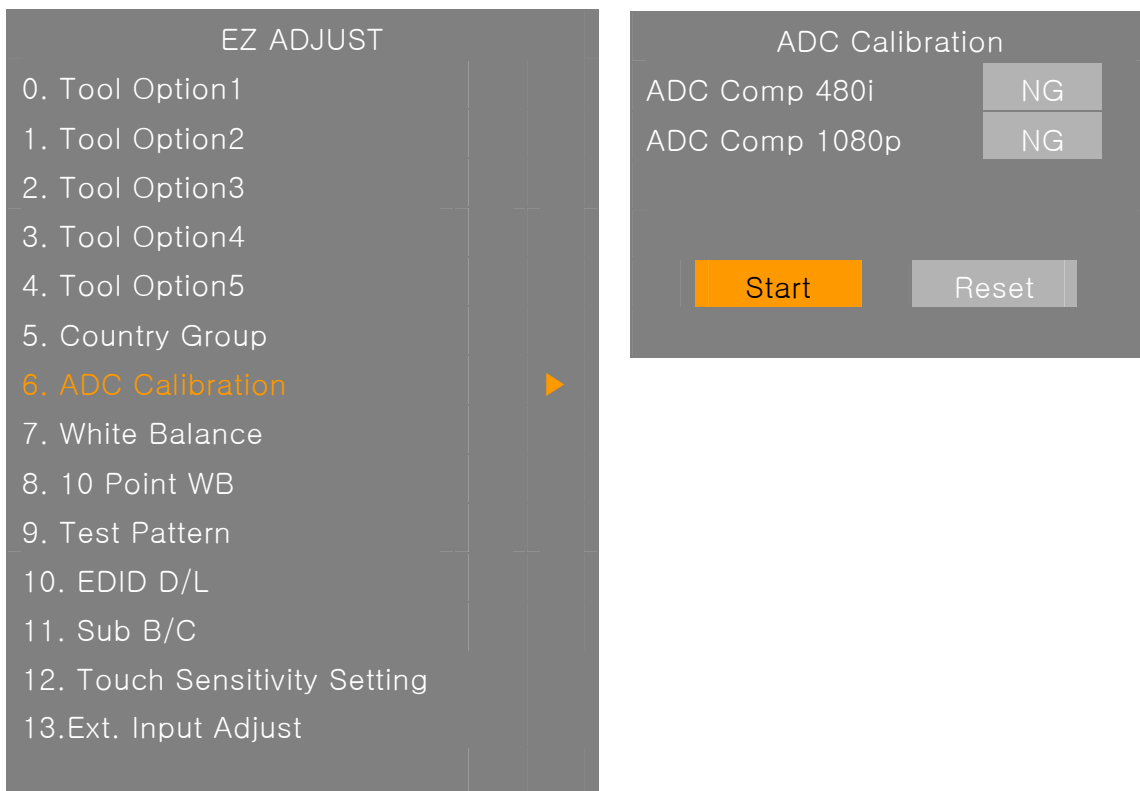 EZ ADJUST
0. Tool Option1
1. Tool Option2
2. Tool Option3
3. Tool Option4
4. Tool Option5
5. Country Group
6. ADC Calibration
7. White Balance
8. 10 Point WB
9. Test Pattern
10. EDID D/L
11. Sub B/C
12. Touch Sensitivity Setting
13.Ext. Input Adjust
ADC Calibration
ADC Comp 480i NG
ADC Comp 1080p NG
Start Reset